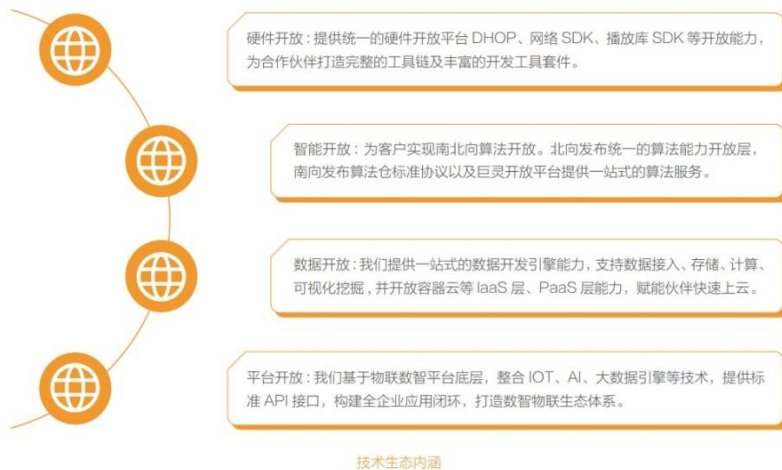 硬件开放：提供统一的硬件开放平台 DHOP、网络 SDK、播放库 SDK 等开放能力，
为合作伙伴打造完整的工具链及丰富的开发工具套件。
智能开放：为客户实现南北向算法开放。北向发布统一的算法能力开放层，
南向发布算法仓标准协议以及巨灵开放平台提供一站式的算法服务。
数据开放：我们提供一站式的数据开发引擎能力，支持数据接入、存储、计算、
可视化挖掘，并开放容器云等 IaaS 层、PaaS 层能力，赋能伙伴快速上云。
平台开放：我们基于物联数智平台底层，整合 IOT、AI、大数据引擎等技术，提供标
准 API 接口，构建全企业应用闭环，打造数智物联生态体系。
技术生态内涵